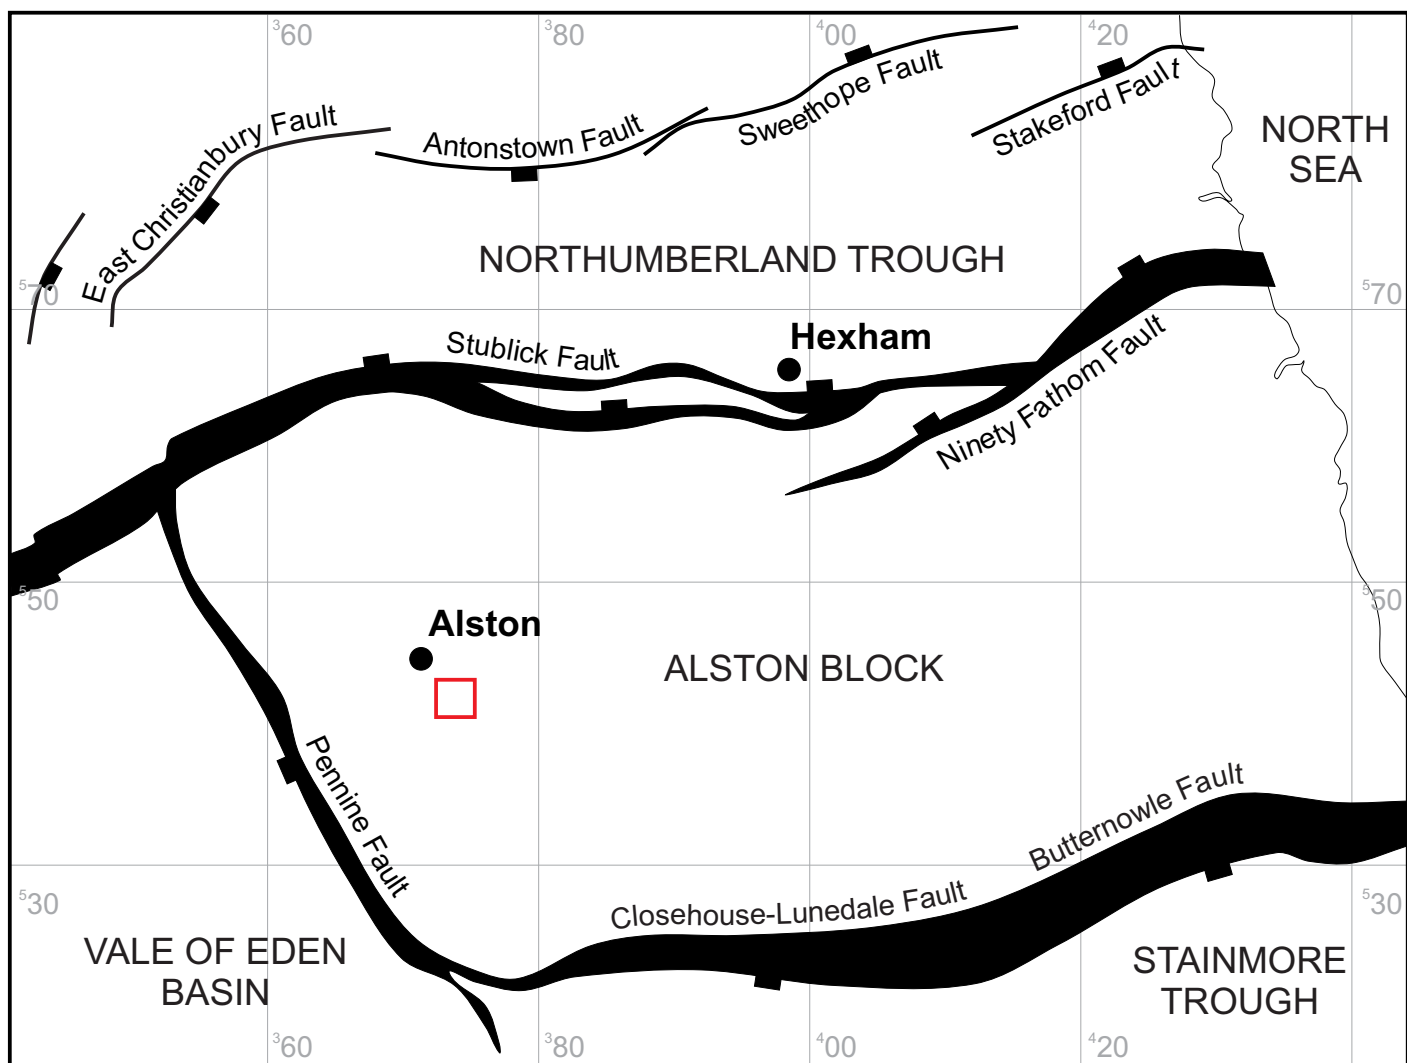 ³60
³80
⁴00
⁴20
East Christianbury Fault
Antonstown Fault
Sweethope Fault
Stakeford Fault
NORTH
SEA
NORTHUMBERLAND TROUGH
⁵70
⁵70
Stublick Fault
Hexham
Ninety Fathom Fault
⁵50
⁵50
Alston
ALSTON BLOCK
Pennine Fault
Butternowle Fault
Closehouse-Lunedale Fault
⁵30
⁵30
VALE OF EDEN
BASIN
STAINMORE
TROUGH
³60
³80
⁴00
⁴20